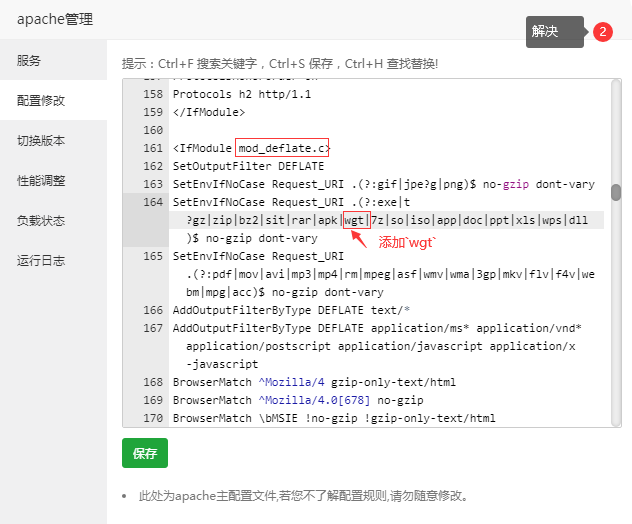 apache管理
解决
2
服务
配置修改
切换版本
性能调整
负载状态
运行日志
提示：Ctrl+F 搜索关键字，Ctrl+S 保存，Ctrl+H 查找替换!
158 Protocols h2 http/1.1
159 </IfModule>
160
161 <IfModule mod_deflate.c>
162 SetOutputFilter DEFLATE
163 SetEnvIfNoCase Request_URI .(?:gif|jpe?g|png)$ no-gzip dont-vary
164 SetEnvIfNoCase Request_URI .(?:exe|t
?gz|zip|bz2|sit|rar|apk|wgt|7z|so|iso|app|doc|ppt|xls|wps|dll
)$ no-gzip dont-vary
添加`wgt`
165 SetEnvIfNoCase Request_URI
.(?:pdf|mov|avi|mp3|mp4|rm|mpeg|asf|wmv|wma|3gp|mkv|flv|f4v|we
bm|mpg|acc)$ no-gzip dont-vary
166 AddOutputFilterByType DEFLATE text/*
167 AddOutputFilterByType DEFLATE application/ms* application/vnd*
application/postscript application/javascript application/x
-javascript
168 BrowserMatch ^Mozilla/4 gzip-only-text/html
169 BrowserMatch ^Mozilla/4.0[678] no-gzip
170 BrowserMatch \bMSIE !no-gzip !gzip-only-text/html
保存
此处为apache主配置文件,若您不了解配置规则,请勿随意修改。